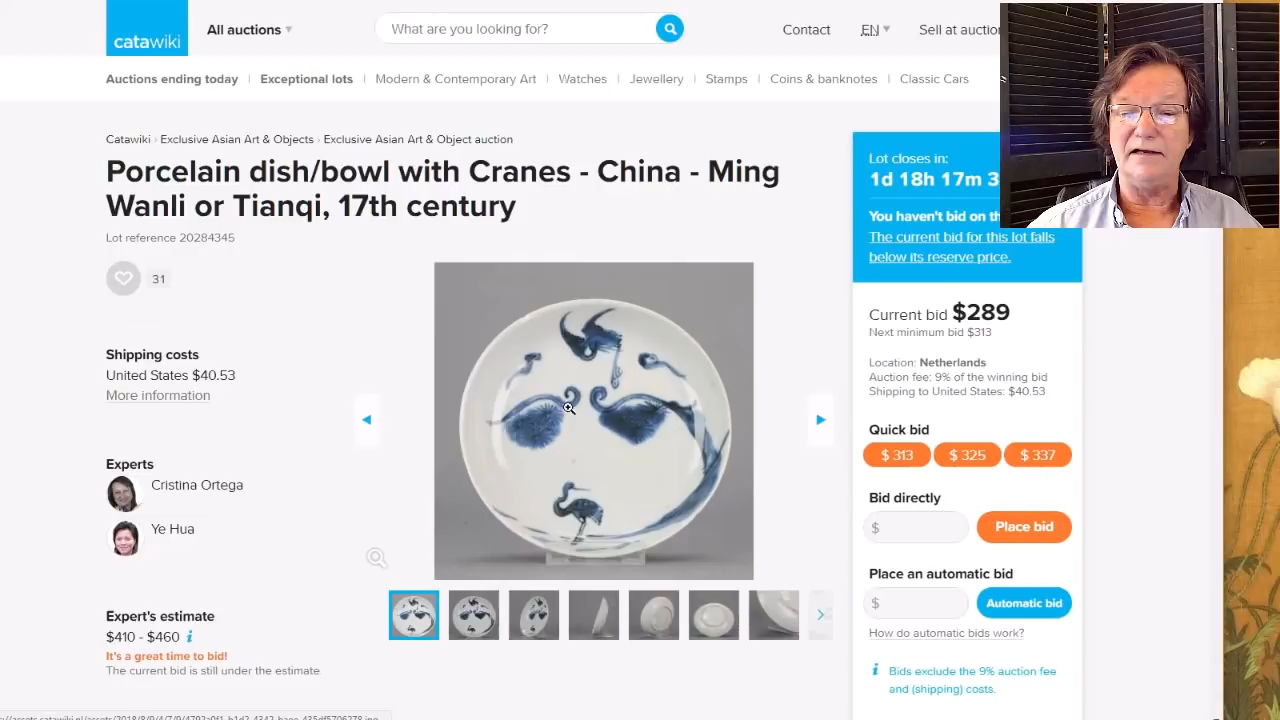 catawiki
All auctions
What are you looking for?
Contact
EN
Sell at auction
Auctions ending today
Exceptional lots
Modern & Contemporary Art
Watches
Jewellery
Stamps
Coins & banknotes
Classic Cars
Catawiki › Exclusive Asian Art & Objects › Exclusive Asian Art & Object auction
Porcelain dish/bowl with Cranes - China - Ming
Wanli or Tianqi, 17th century
Lot reference 20284345
31
Shipping costs
United States $40.53
More information
Experts
Cristina Ortega
Ye Hua
Expert's estimate
$410 - $460
It's a great time to bid!
The current bid is still under the estimate
Lot closes in:
1d 18h 17m 3
You haven't bid on th
The current bid for this lot falls
below its reserve price.
Current bid $289
Next minimum bid $313
Location: Netherlands
Auction fee: 9% of the winning bid
Shipping to United States: $40.53
Quick bid
$ 313
$ 325
$ 337
Bid directly
$
Place bid
Place an automatic bid
$
Automatic bid
How do automatic bids work?
Bids exclude the 9% auction fee
and (shipping) costs.